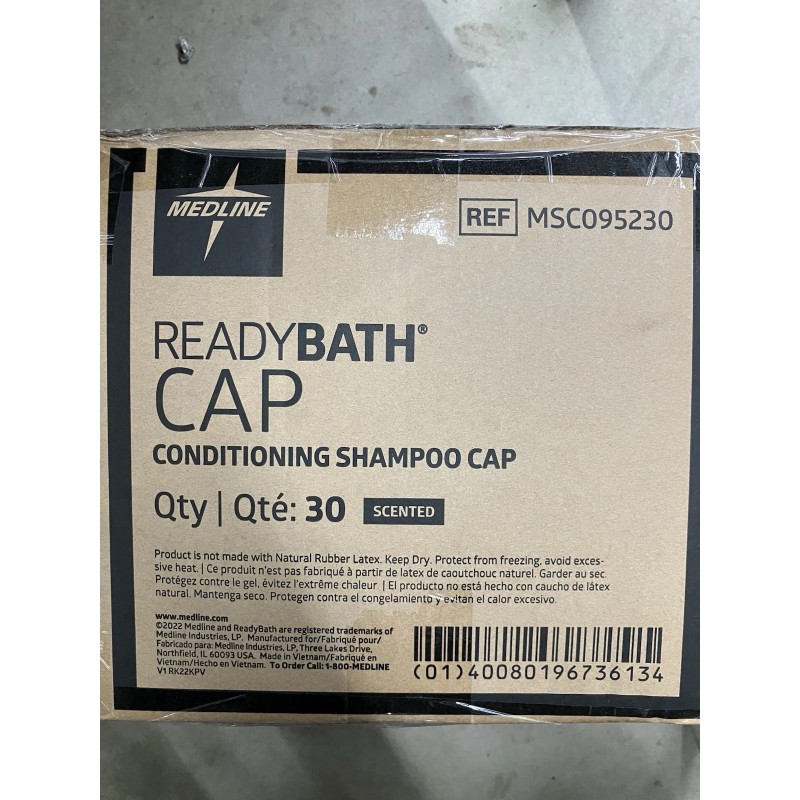 MEDLINE
REF MSC095230
READYBATH®
CAP
CONDITIONING SHAMPOO CAP
Qty | Qté: 30 SCENTED
Product is not made with Natural Rubber Latex. Keep Dry. Protect from freezing, avoid exces-
sive heat. | Ce produit n'est pas fabriqué à partir de latex de caoutchouc naturel. Garder au sec.
Protégez contre le gel, évitez l'extrême chaleur. | El producto no está hecho con caucho de látex
natural. Mantenga seco. Protegen contra el congelamiento y evitan el calor excesivo.
www.medline.com
©2022 Medline and ReadyBath are registered trademarks of
Medline Industries, LP. Manufactured for/Fabriqué pour/
Fabricado para: Medline Industries, LP, Three Lakes Drive,
Northfield, IL 60093 USA. Made in Vietnam/Fabriqué en
Vietnam/Hecho en Vietnam. To Order Call: 1-800-MEDLINE
V1 RK22KPV
(01)40080196736134